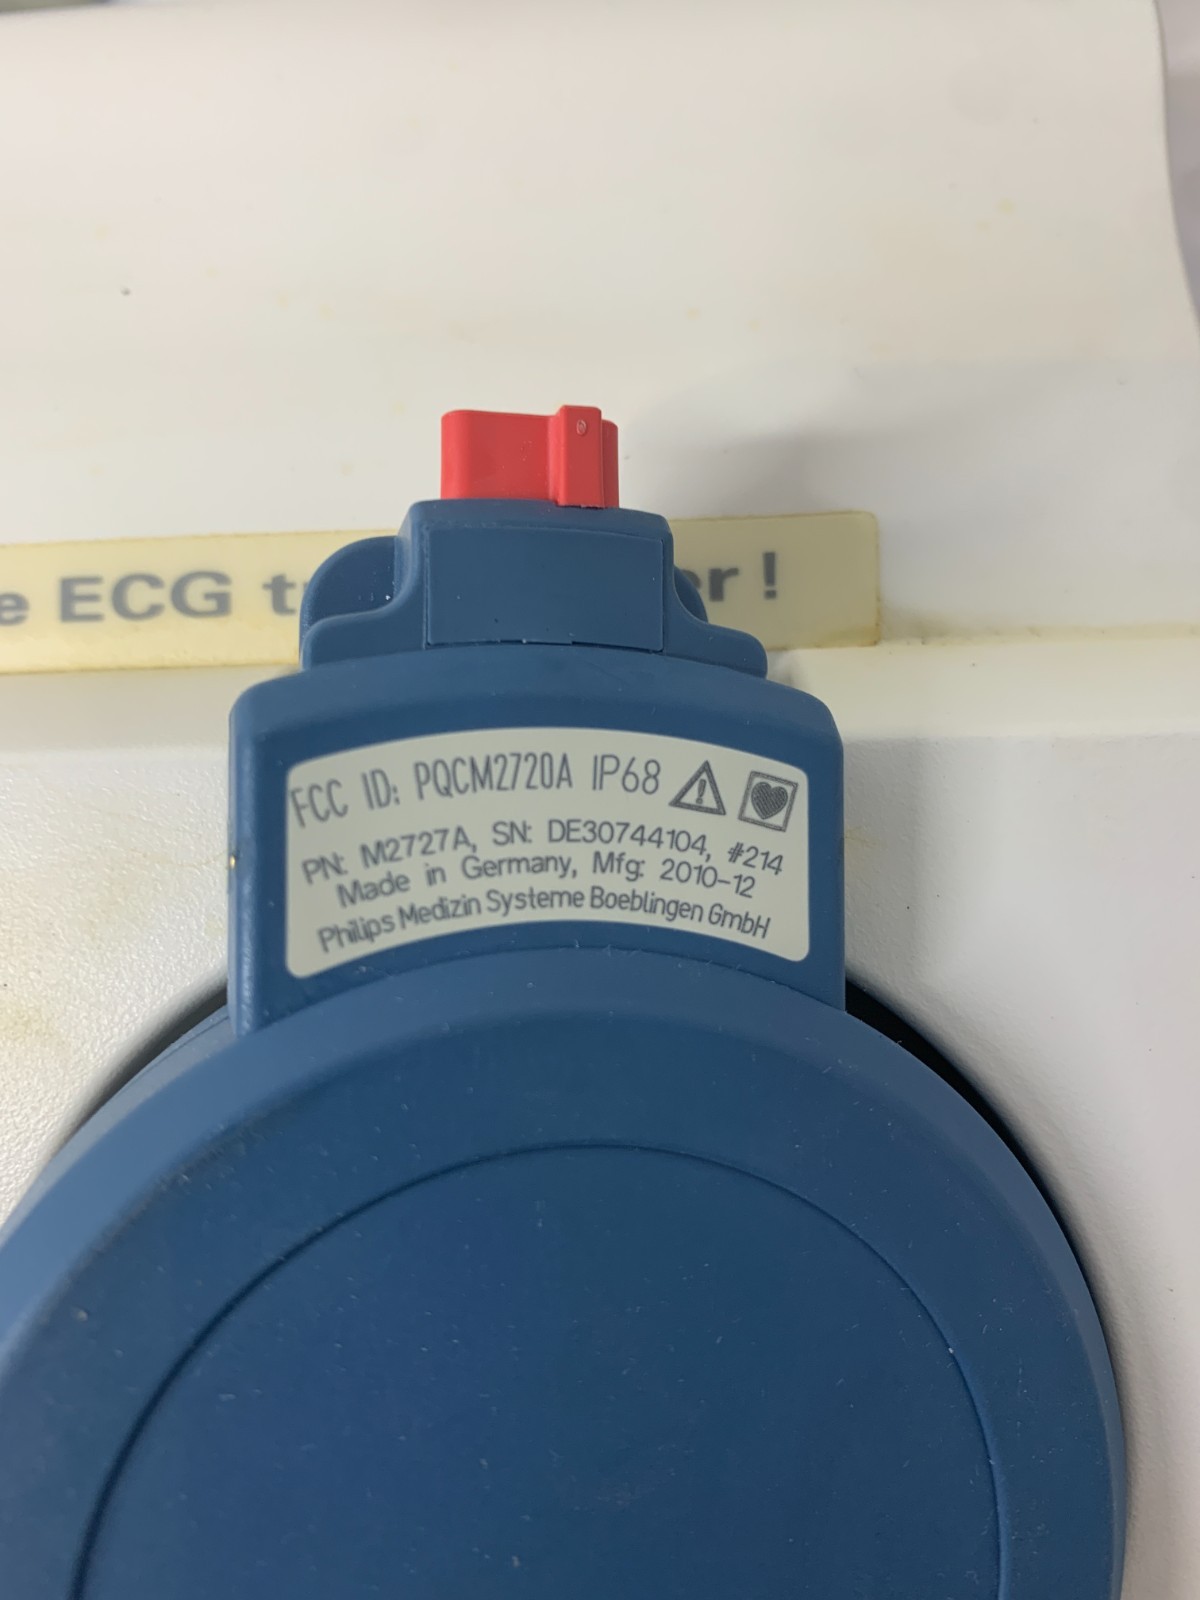 e ECG t er!
FCC ID: PQCM2720A IP68
PN: M2727A, SN: DE30744104, #214
Made in Germany, Mfg: 2010-12
Philips Medizin Systeme Boeblingen GmbH